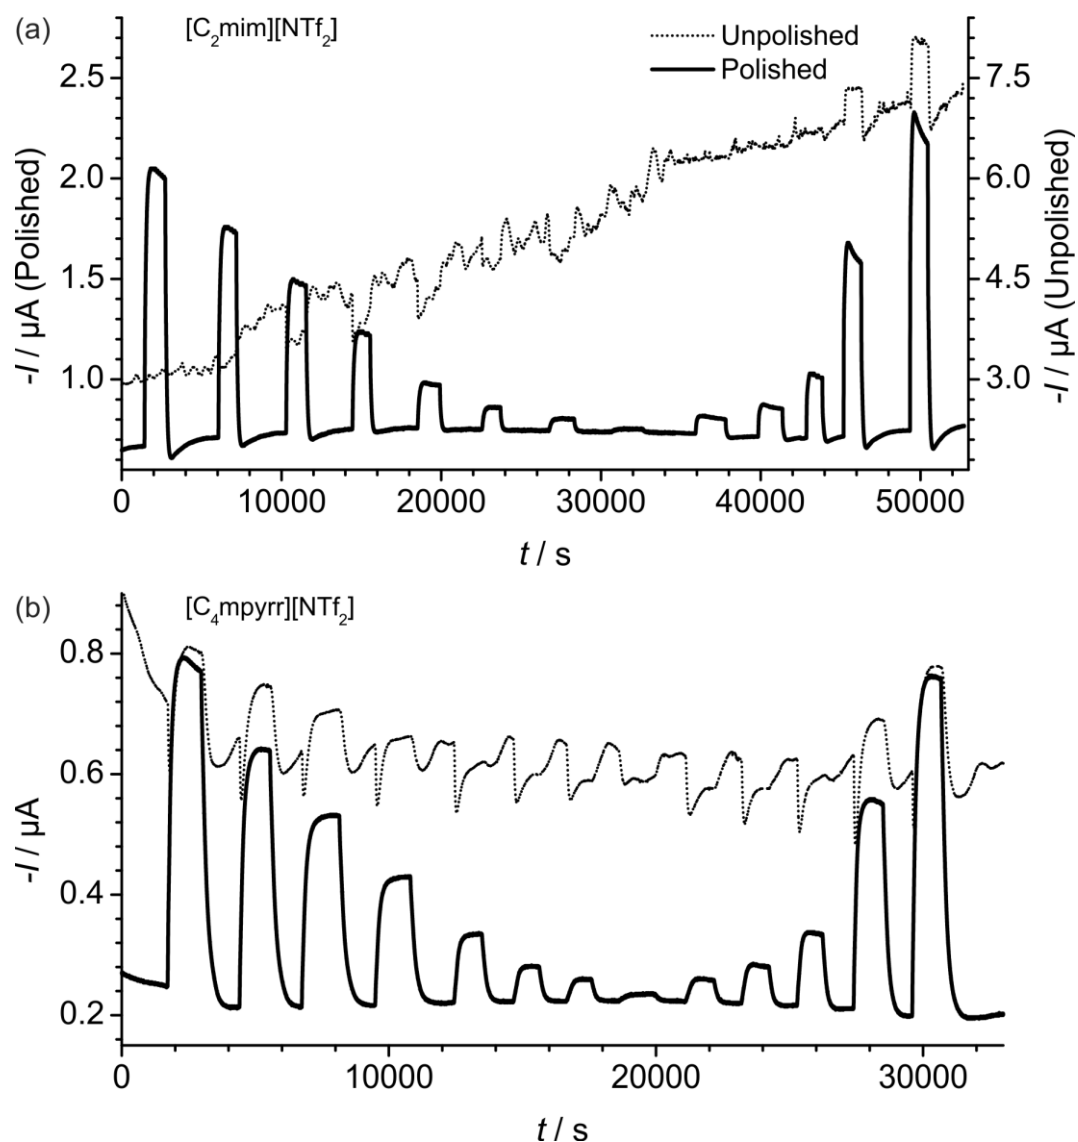 (a)
[C₂mim][NTf₂]
Unpolished
Polished
-I / µA (Polished)
2.5
2.0
1.5
1.0
-I / µA (Unpolished)
7.5
6.0
4.5
3.0
0 10000 20000 30000 40000 50000
t / s
(b)
[C₄mpyrr][NTf₂]
-I / µA
0.8
0.6
0.4
0.2
0 10000 20000 30000
t / s